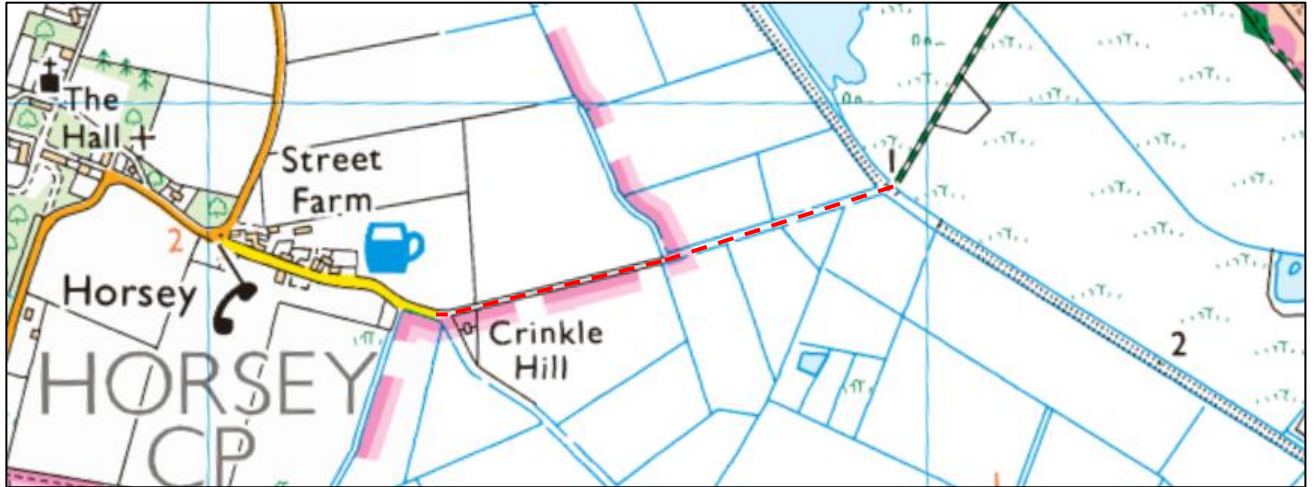 The
Hall
Street
Farm
1
2
Horsey
Crinkle
Hill
2
HORSEY
CP